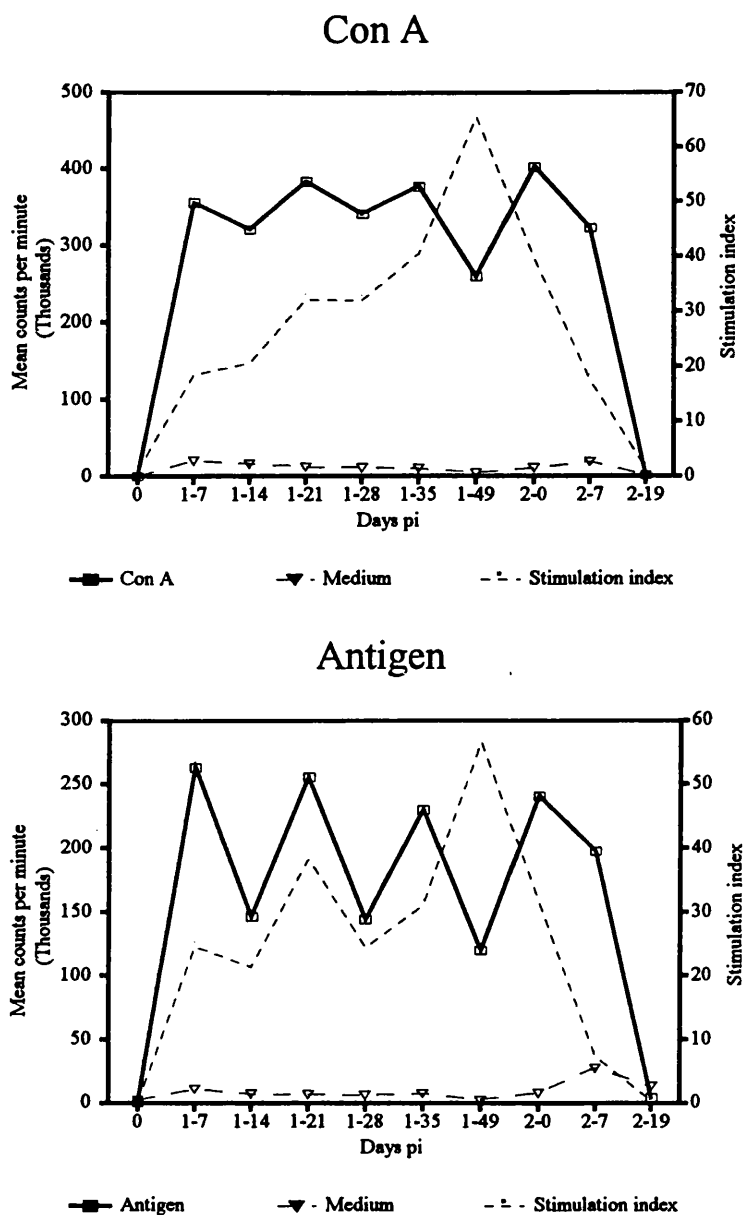 Con A
500
400
300
200
100
0
Mean counts per minute
(Thousands)
70
60
50
40
30
20
10
0
Stimulation index
0 1-7 1-14 1-21 1-28 1-35 1-49 2-0 2-7 2-19
Days pi
Con A Medium Stimulation index
Antigen
300
250
200
150
100
50
0
Mean counts per minute
(Thousands)
60
50
40
30
20
10
0
Stimulation index
0 1-7 1-14 1-21 1-28 1-35 1-49 2-0 2-7 2-19
Days pi
Antigen Medium Stimulation index